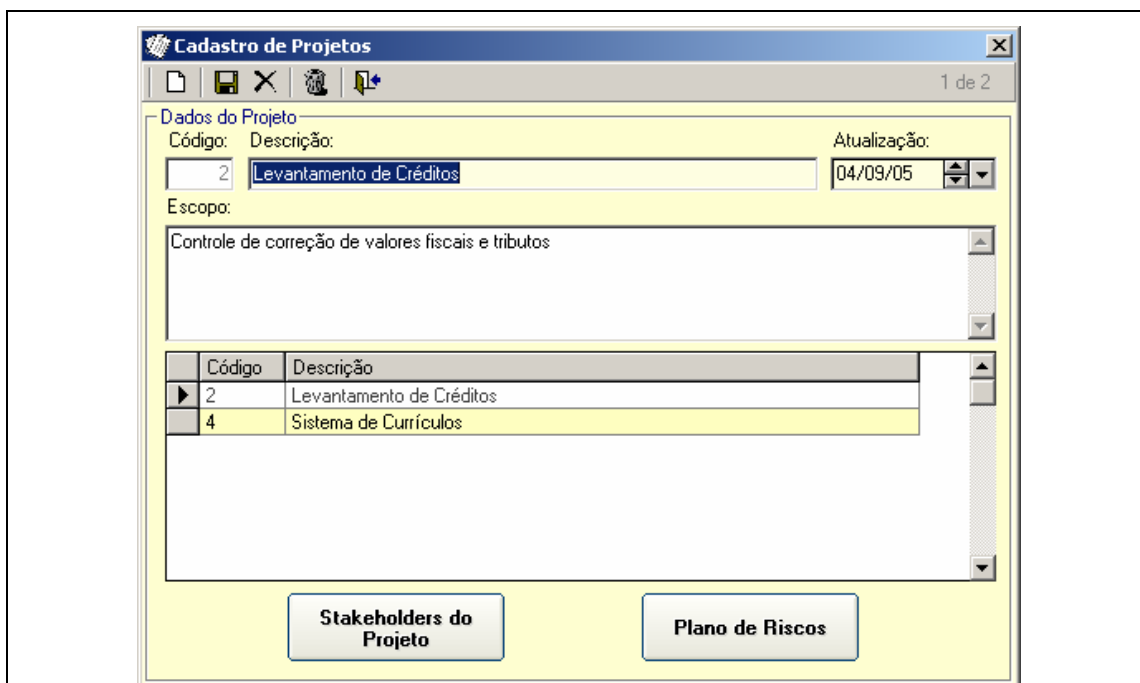 Cadastro de Projetos
1 de 2
Dados do Projeto
Código: Descrição: Atualização:
2 Levantamento de Créditos 04/09/05
Escopo:
Controle de correção de valores fiscais e tributos
Código Descrição
2 Levantamento de Créditos
4 Sistema de Currículos
Stakeholders do
Projeto
Plano de Riscos